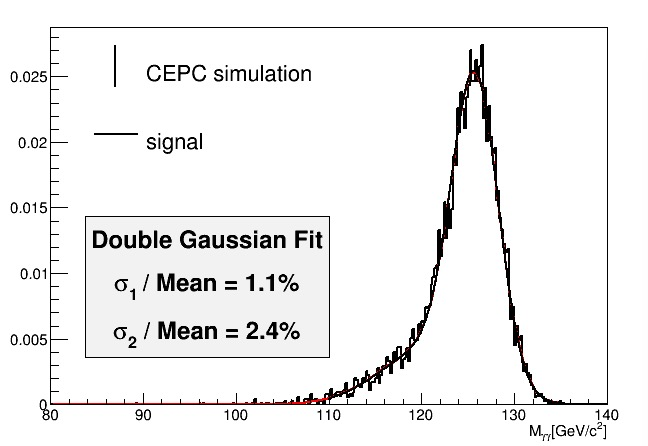 CEPC simulation
signal
Double Gaussian Fit
σ1 / Mean = 1.1%
σ2 / Mean = 2.4%
0.025
0.02
0.015
0.01
0.005
0
80 90 100 110 120 130 140
Mγγ[GeV/c²]